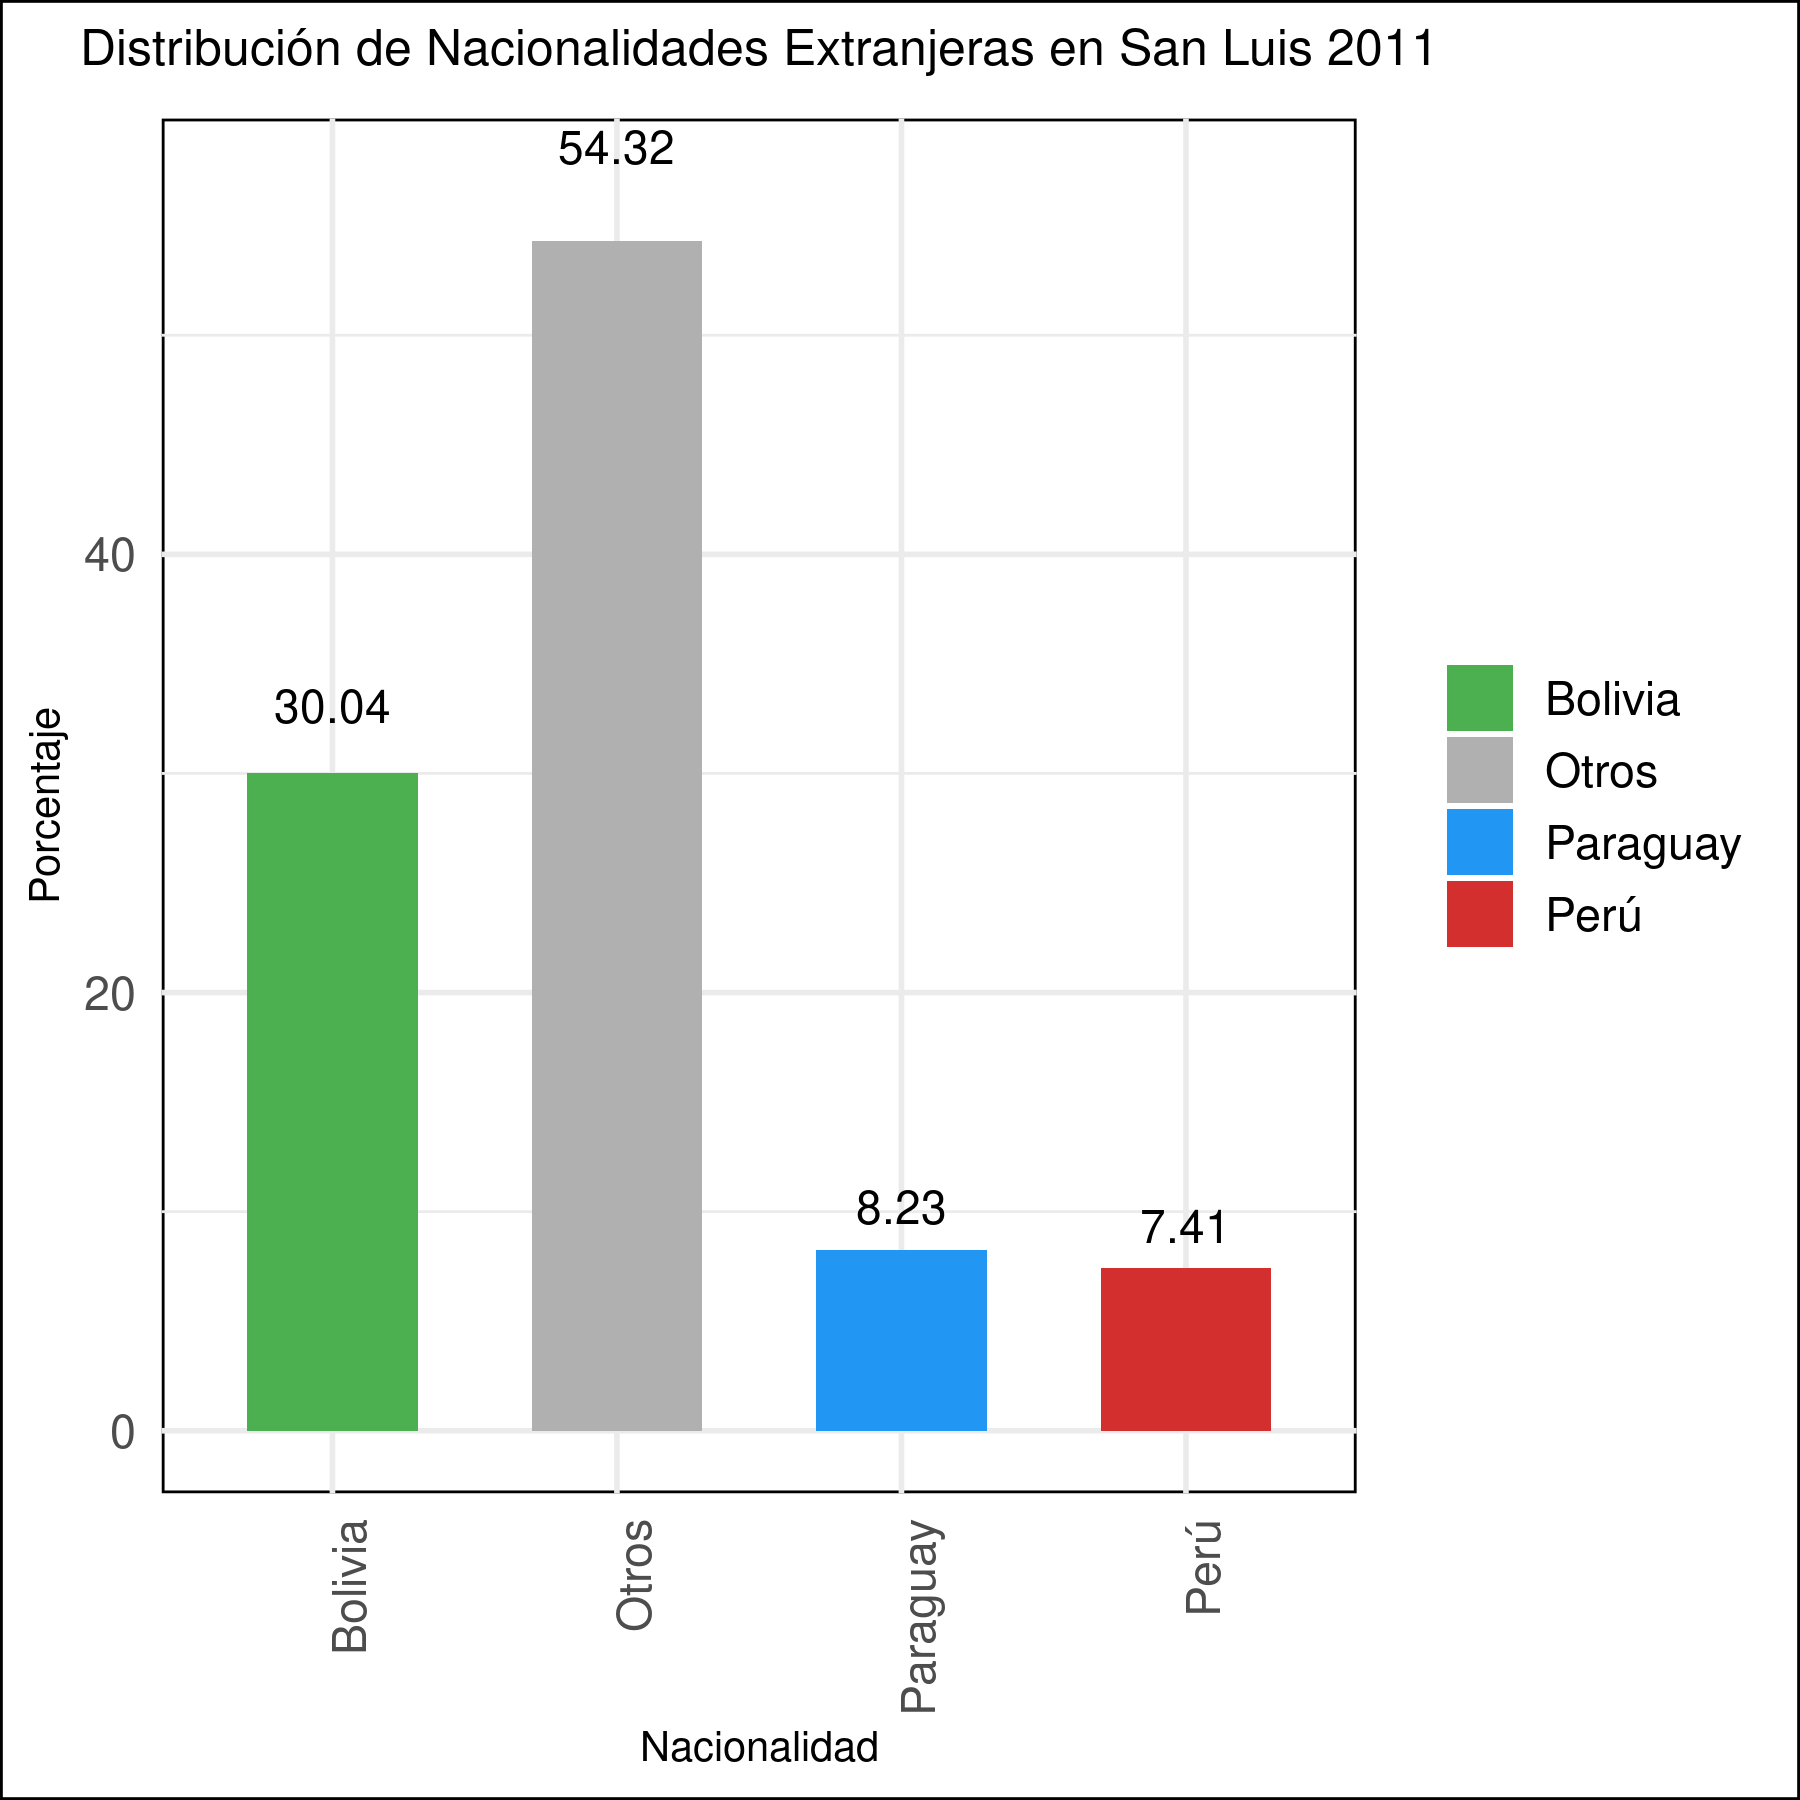 Distribución de Nacionalidades Extranjeras en San Luis 2011
54.32
30.04
8.23
7.41
Porcentaje
40
20
0
Bolivia
Otros
Paraguay
Perú
Nacionalidad
Bolivia
Otros
Paraguay
Perú